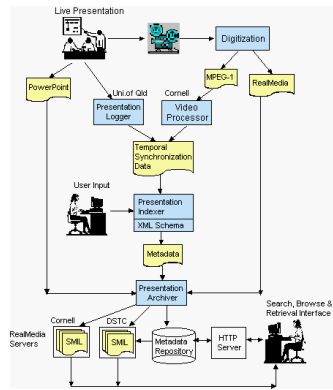 Live Presentation
Digitization
Uni.of Qld
Cornell
MPEG-1
RealMedia
PowerPoint
Presentation
Logger
Video
Processor
Temporal
Synchronization
Data
User Input
Presentation
Indexer
XML Schema
Metadata
Presentation
Archiver
Search, Browse &
Retrieval Interface
RealMedia
Servers
Cornell
DSTC
SMIL
SMIL
Metadata
Repository
HTTP
Server